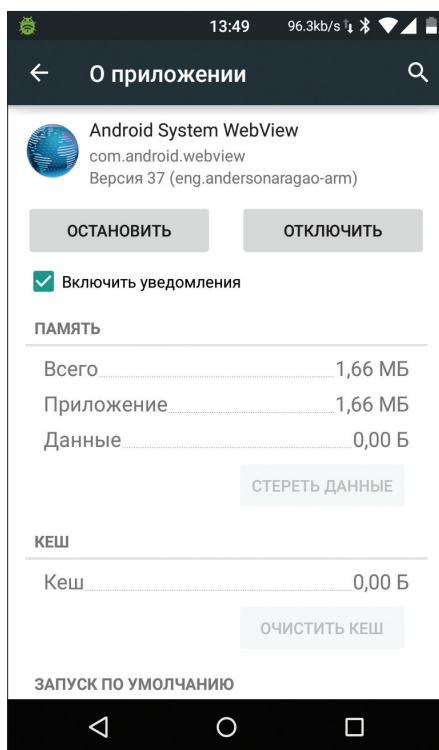 13:49 96.3kb/s
О приложении
Android System WebView
com.android.webview
Версия 37 (eng.andersonaragao-arm)
ОСТАНОВИТЬ ОТКЛЮЧИТЬ
Включить уведомления
ПАМЯТЬ
Всего 1,66 МБ
Приложение 1,66 МБ
Данные 0,00 Б
СТЕРЕТЬ ДАННЫЕ
КЕШ
Кеш 0,00 Б
ОЧИСТИТЬ КЕШ
ЗАПУСК ПО УМОЛЧАНИЮ